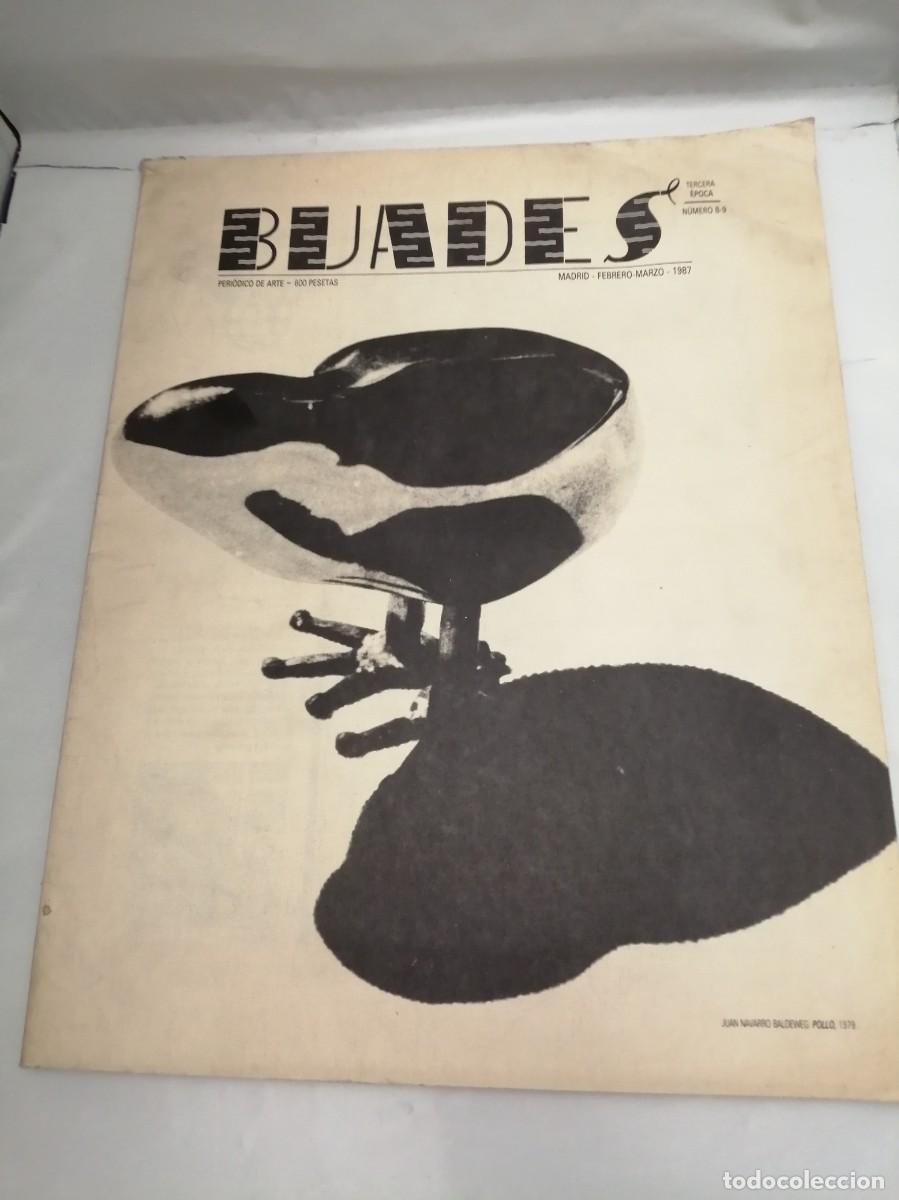 BUADES
TERCERA
ÉPOCA
NÚMERO 8-9
PERIÓDICO DE ARTE - 600 PESETAS
MADRID - FEBRERO-MARZO - 1987
JUAN NAVARRO BALDEWEG: POLLO, 1979
todocoleccion